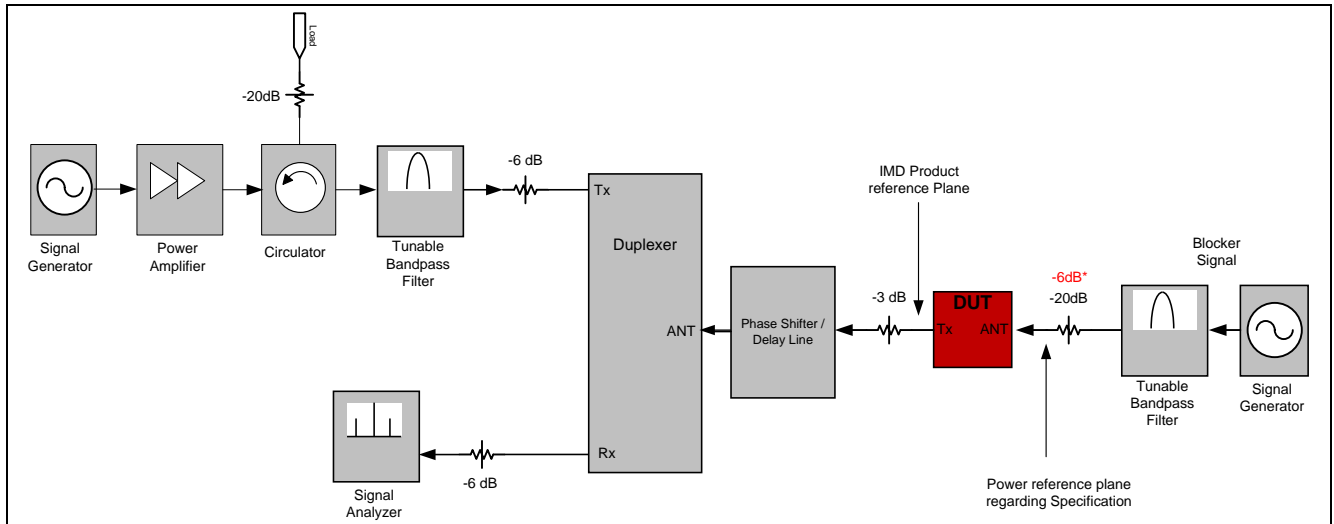 Load
-20dB
-6 dB
IMD Product
reference Plane
Tx
Duplexer
Signal
Generator
Power
Amplifier
Circulator
Tunable
Bandpass
Filter
Blocker
Signal
-6dB*
-20dB
-3 dB
DUT
Tx
ANT
ANT
Phase Shifter /
Delay Line
Tunable
Bandpass
Filter
Signal
Generator
Rx
-6 dB
Signal
Analyzer
Power reference plane
regarding Specification